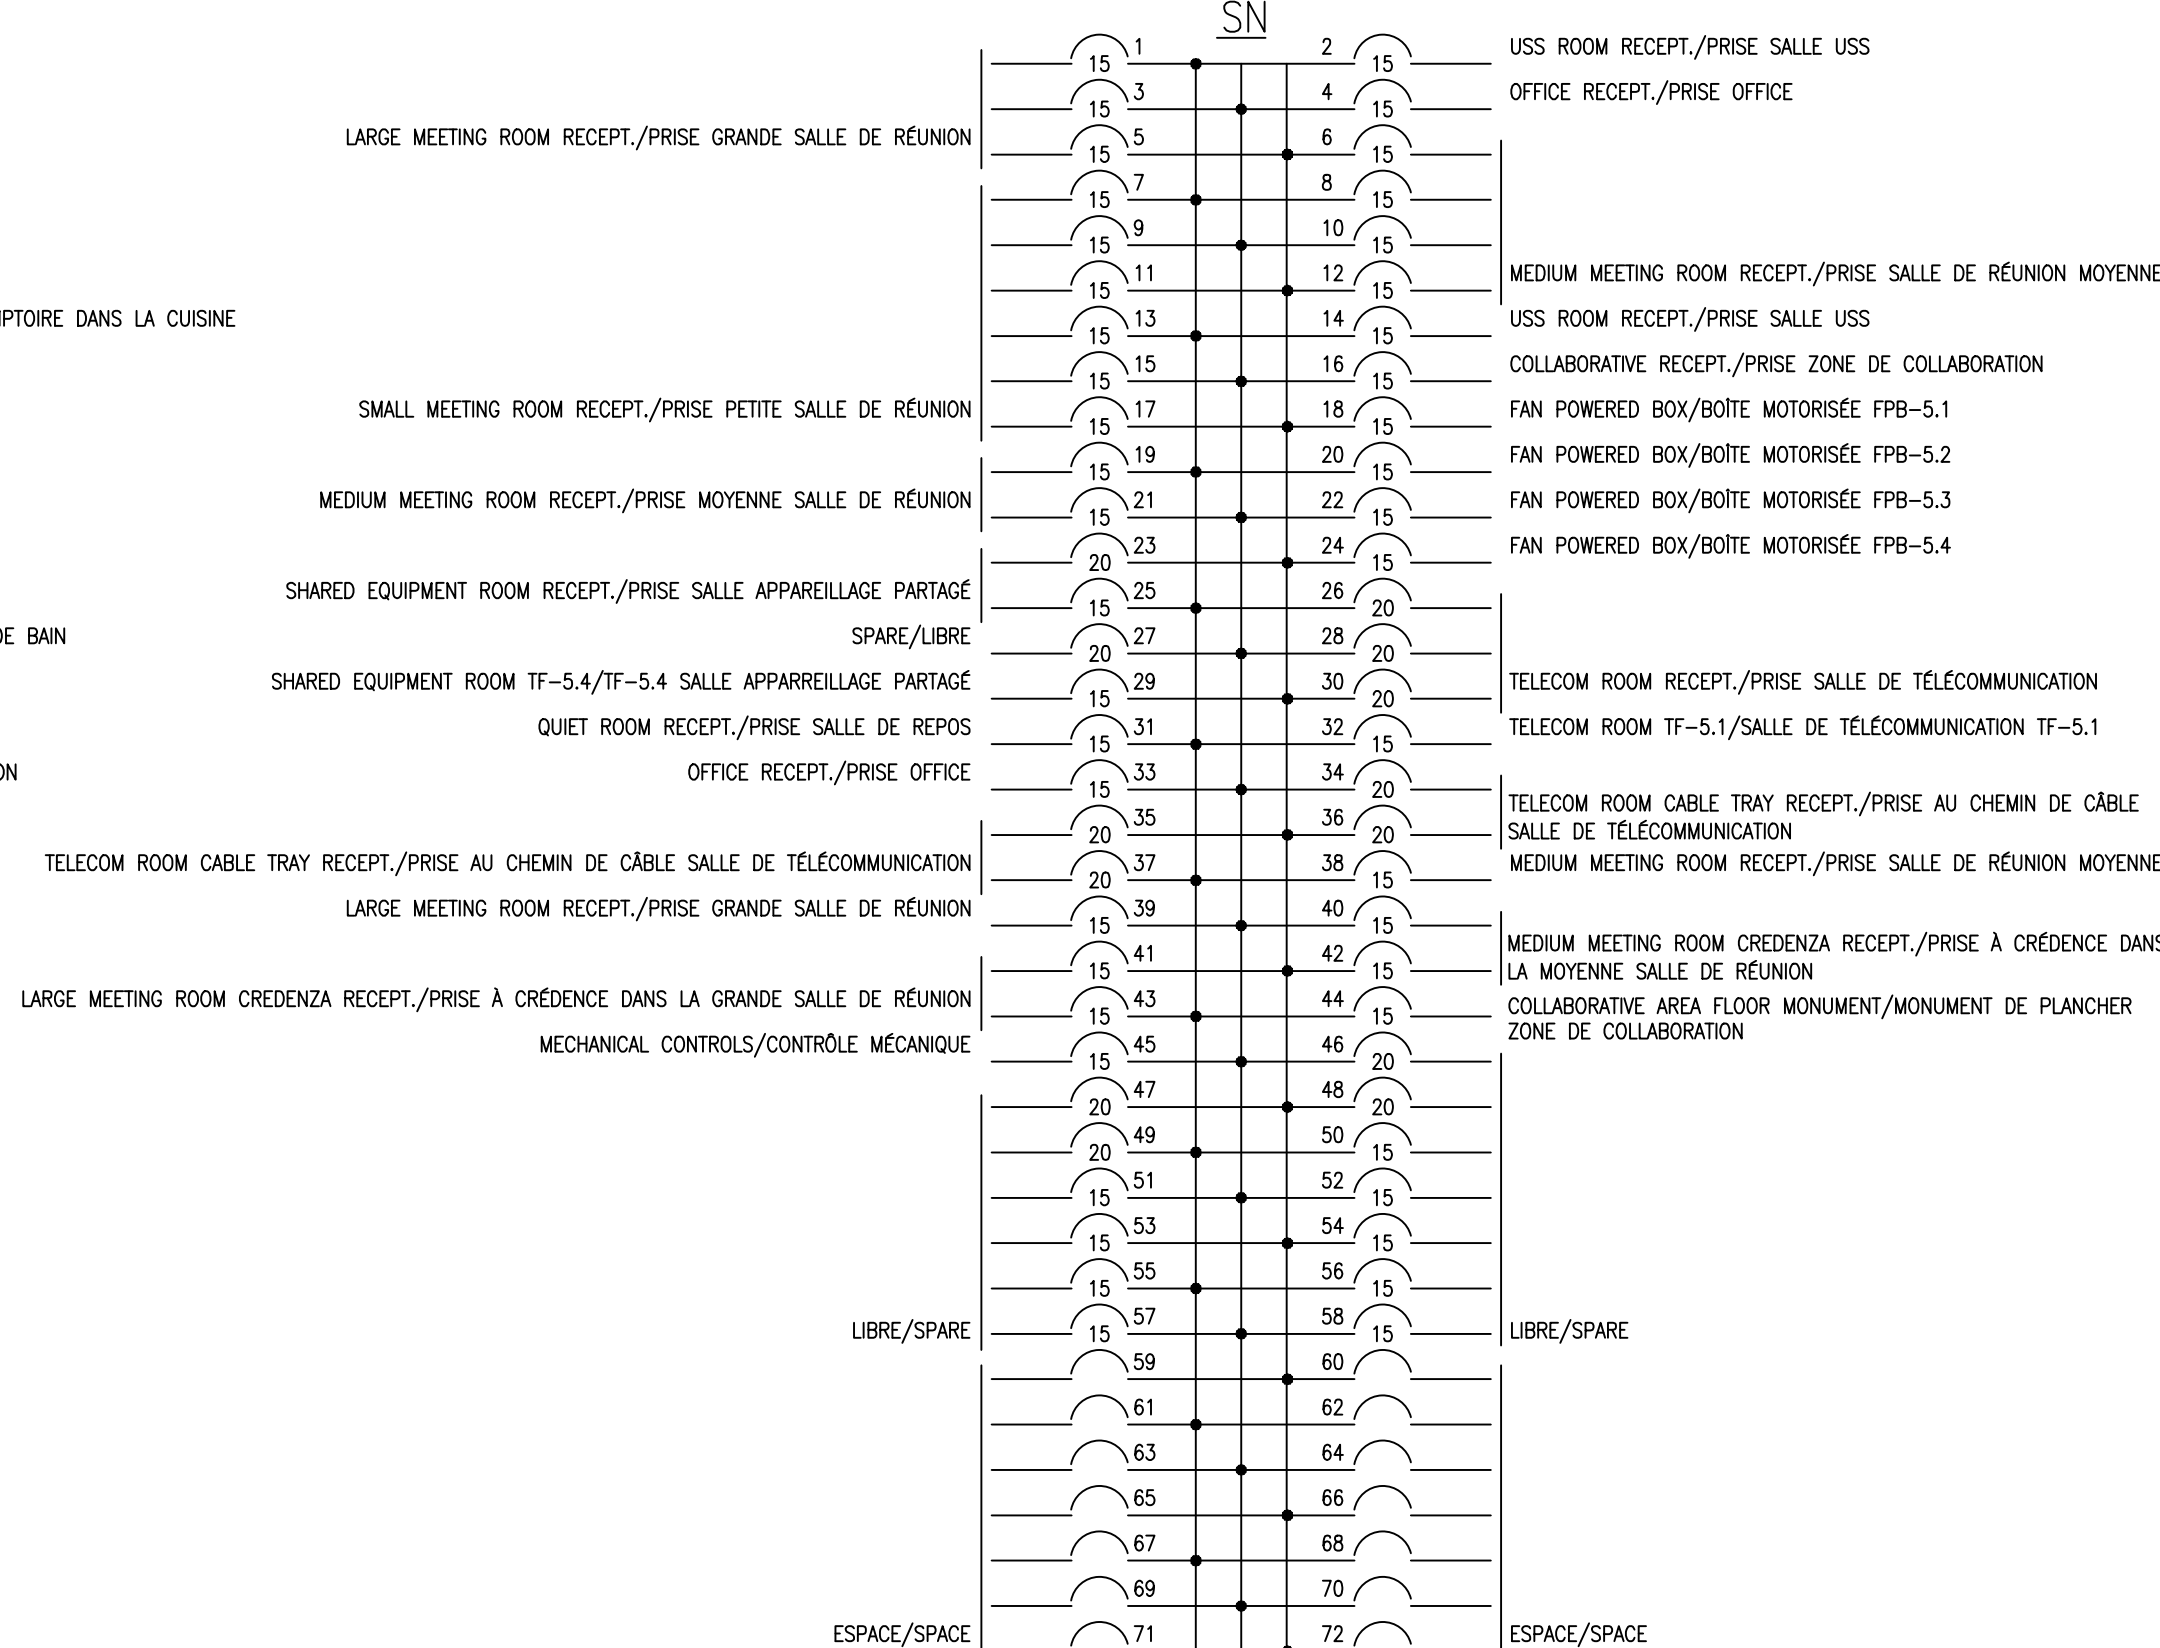 SN
1 2 USS ROOM RECEPT./PRISE SALLE USS
15 15
3 4 OFFICE RECEPT./PRISE OFFICE
15 15
LARGE MEETING ROOM RECEPT./PRISE GRANDE SALLE DE RÉUNION 5 6
15 15
7 8
15 15
9 10
15 15
11 12 MEDIUM MEETING ROOM RECEPT./PRISE SALLE DE RÉUNION MOYENNE
15 15
PTOIRE DANS LA CUISINE 13 14 USS ROOM RECEPT./PRISE SALLE USS
15 15
15 16 COLLABORATIVE RECEPT./PRISE ZONE DE COLLABORATION
15 15
SMALL MEETING ROOM RECEPT./PRISE PETITE SALLE DE RÉUNION 17 18 FAN POWERED BOX/BOÎTE MOTORISÉE FPB-5.1
15 15
19 20 FAN POWERED BOX/BOÎTE MOTORISÉE FPB-5.2
15 15
MEDIUM MEETING ROOM RECEPT./PRISE MOYENNE SALLE DE RÉUNION 21 22 FAN POWERED BOX/BOÎTE MOTORISÉE FPB-5.3
15 15
23 24 FAN POWERED BOX/BOÎTE MOTORISÉE FPB-5.4
20 15
SHARED EQUIPMENT ROOM RECEPT./PRISE SALLE APPAREILLAGE PARTAGÉ 25 26
15 20
DE BAIN SPARE/LIBRE 27 28
20 20
SHARED EQUIPMENT ROOM TF-5.4/TF-5.4 SALLE APPARREILLAGE PARTAGÉ 29 30 TELECOM ROOM RECEPT./PRISE SALLE DE TÉLÉCOMMUNICATION
15 20
QUIET ROOM RECEPT./PRISE SALLE DE REPOS 31 32 TELECOM ROOM TF-5.1/SALLE DE TÉLÉCOMMUNICATION TF-5.1
15 15
ON OFFICE RECEPT./PRISE OFFICE 33 34
15 20
35 36 TELECOM ROOM CABLE TRAY RECEPT./PRISE AU CHEMIN DE CÂBLE
20 20 SALLE DE TÉLÉCOMMUNICATION
TELECOM ROOM CABLE TRAY RECEPT./PRISE AU CHEMIN DE CÂBLE SALLE DE TÉLÉCOMMUNICATION 37 38 MEDIUM MEETING ROOM RECEPT./PRISE SALLE DE RÉUNION MOYENNE
20 15
LARGE MEETING ROOM RECEPT./PRISE GRANDE SALLE DE RÉUNION 39 40
15 15
41 42 MEDIUM MEETING ROOM CREDENZA RECEPT./PRISE À CRÉDENCE DANS
15 15 LA MOYENNE SALLE DE RÉUNION
LARGE MEETING ROOM CREDENZA RECEPT./PRISE À CRÉDENCE DANS LA GRANDE SALLE DE RÉUNION 43 44 COLLABORATIVE AREA FLOOR MONUMENT/MONUMENT DE PLANCHER
15 15 ZONE DE COLLABORATION
MECHANICAL CONTROLS/CONTRÔLE MÉCANIQUE 45 46
15 20
47 48
20 20
49 50
20 15
51 52
15 15
53 54
15 15
55 56
15 15
LIBRE/SPARE 57 58 LIBRE/SPARE
15 15
59 60
61 62
63 64
65 66
67 68
69 70
ESPACE/SPACE 71 72 ESPACE/SPACE